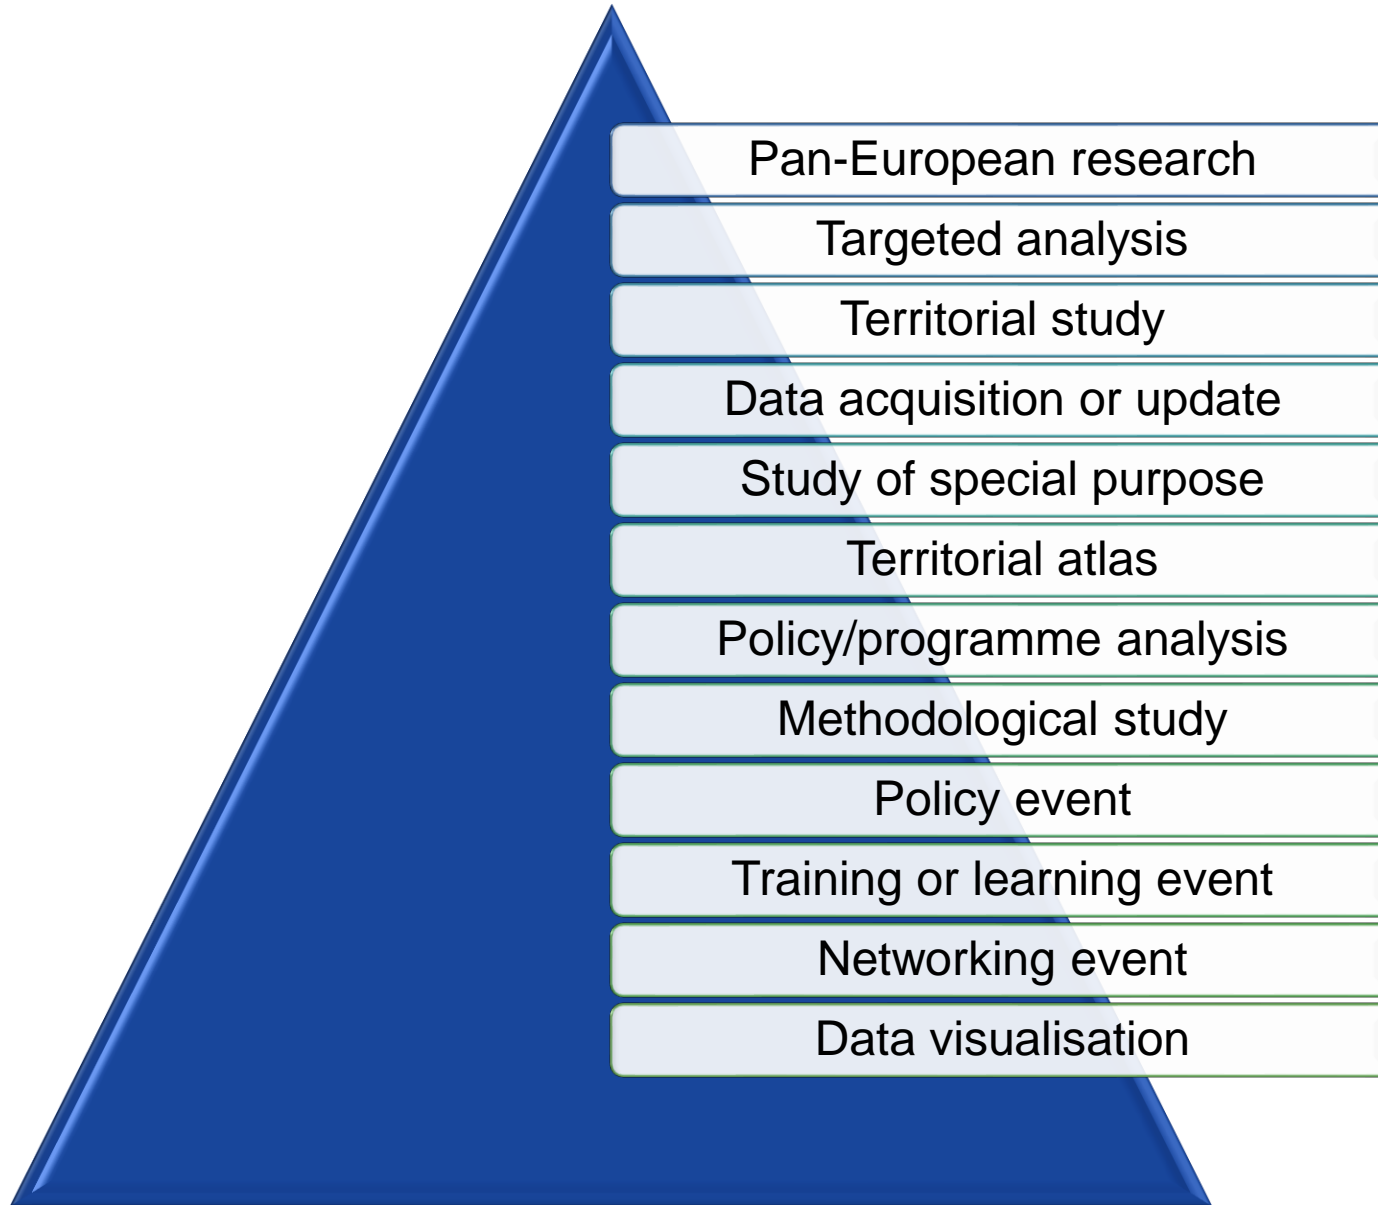 Pan-European research
Targeted analysis
Territorial study
Data acquisition or update
Study of special purpose
Territorial atlas
Policy/programme analysis
Methodological study
Policy event
Training or learning event
Networking event
Data visualisation